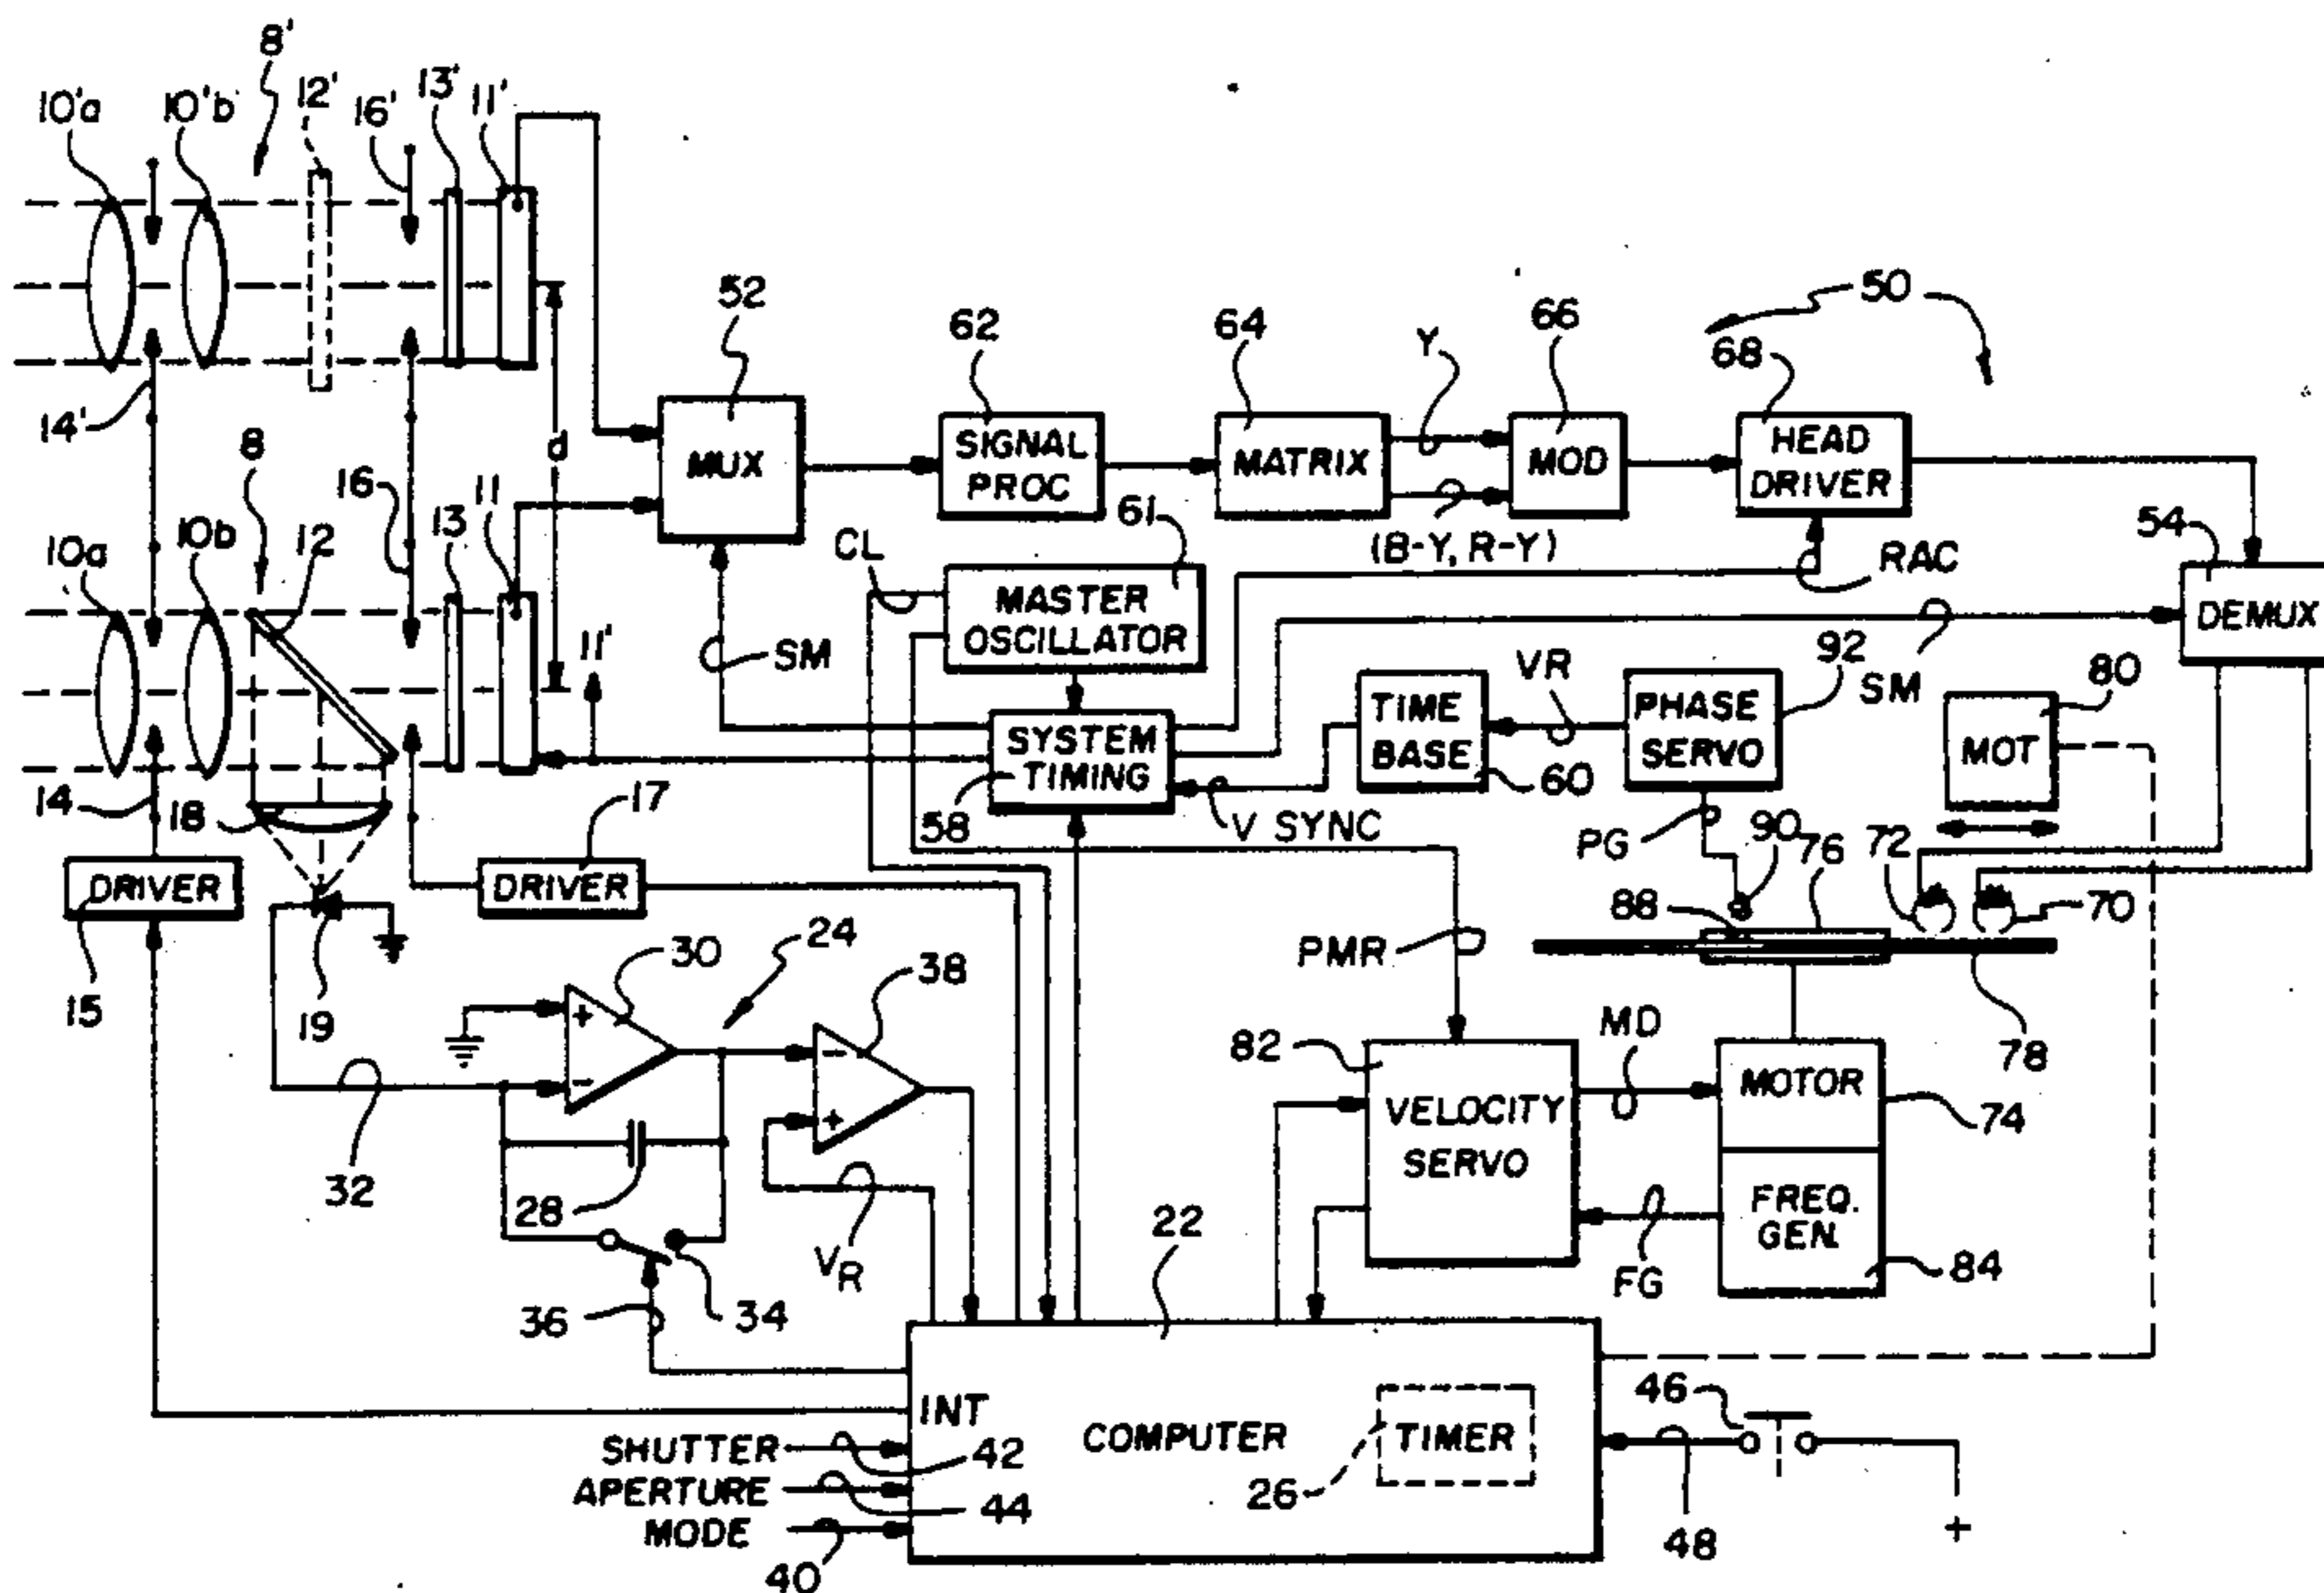 8'
10'a
10'b
12'
16'
13'
11'
14'
d
52
MUX
62
SIGNAL
PROC
64
MATRIX
Y
(B-Y, R-Y)
66
MOD
68
HEAD
DRIVER
50
54
DEMUX
RAC
SM
8
10a
10b
12
16
13
11
11'
14
18
DRIVER
15
19
17
DRIVER
CL
61
MASTER
OSCILLATOR
SM
SYSTEM
TIMING
58
V SYNC
TIME
BASE
60
VR
PHASE
SERVO
92
80
MOT
PG
90
76
72
70
88
78
PMR
24
30
+
-
38
-
+
32
28
34
36
VR
82
VELOCITY
SERVO
MD
FG
MOTOR
74
FREQ.
GEN.
84
22
INT
COMPUTER
TIMER
26
SHUTTER
42
APERTURE
44
MODE
40
46
48
+